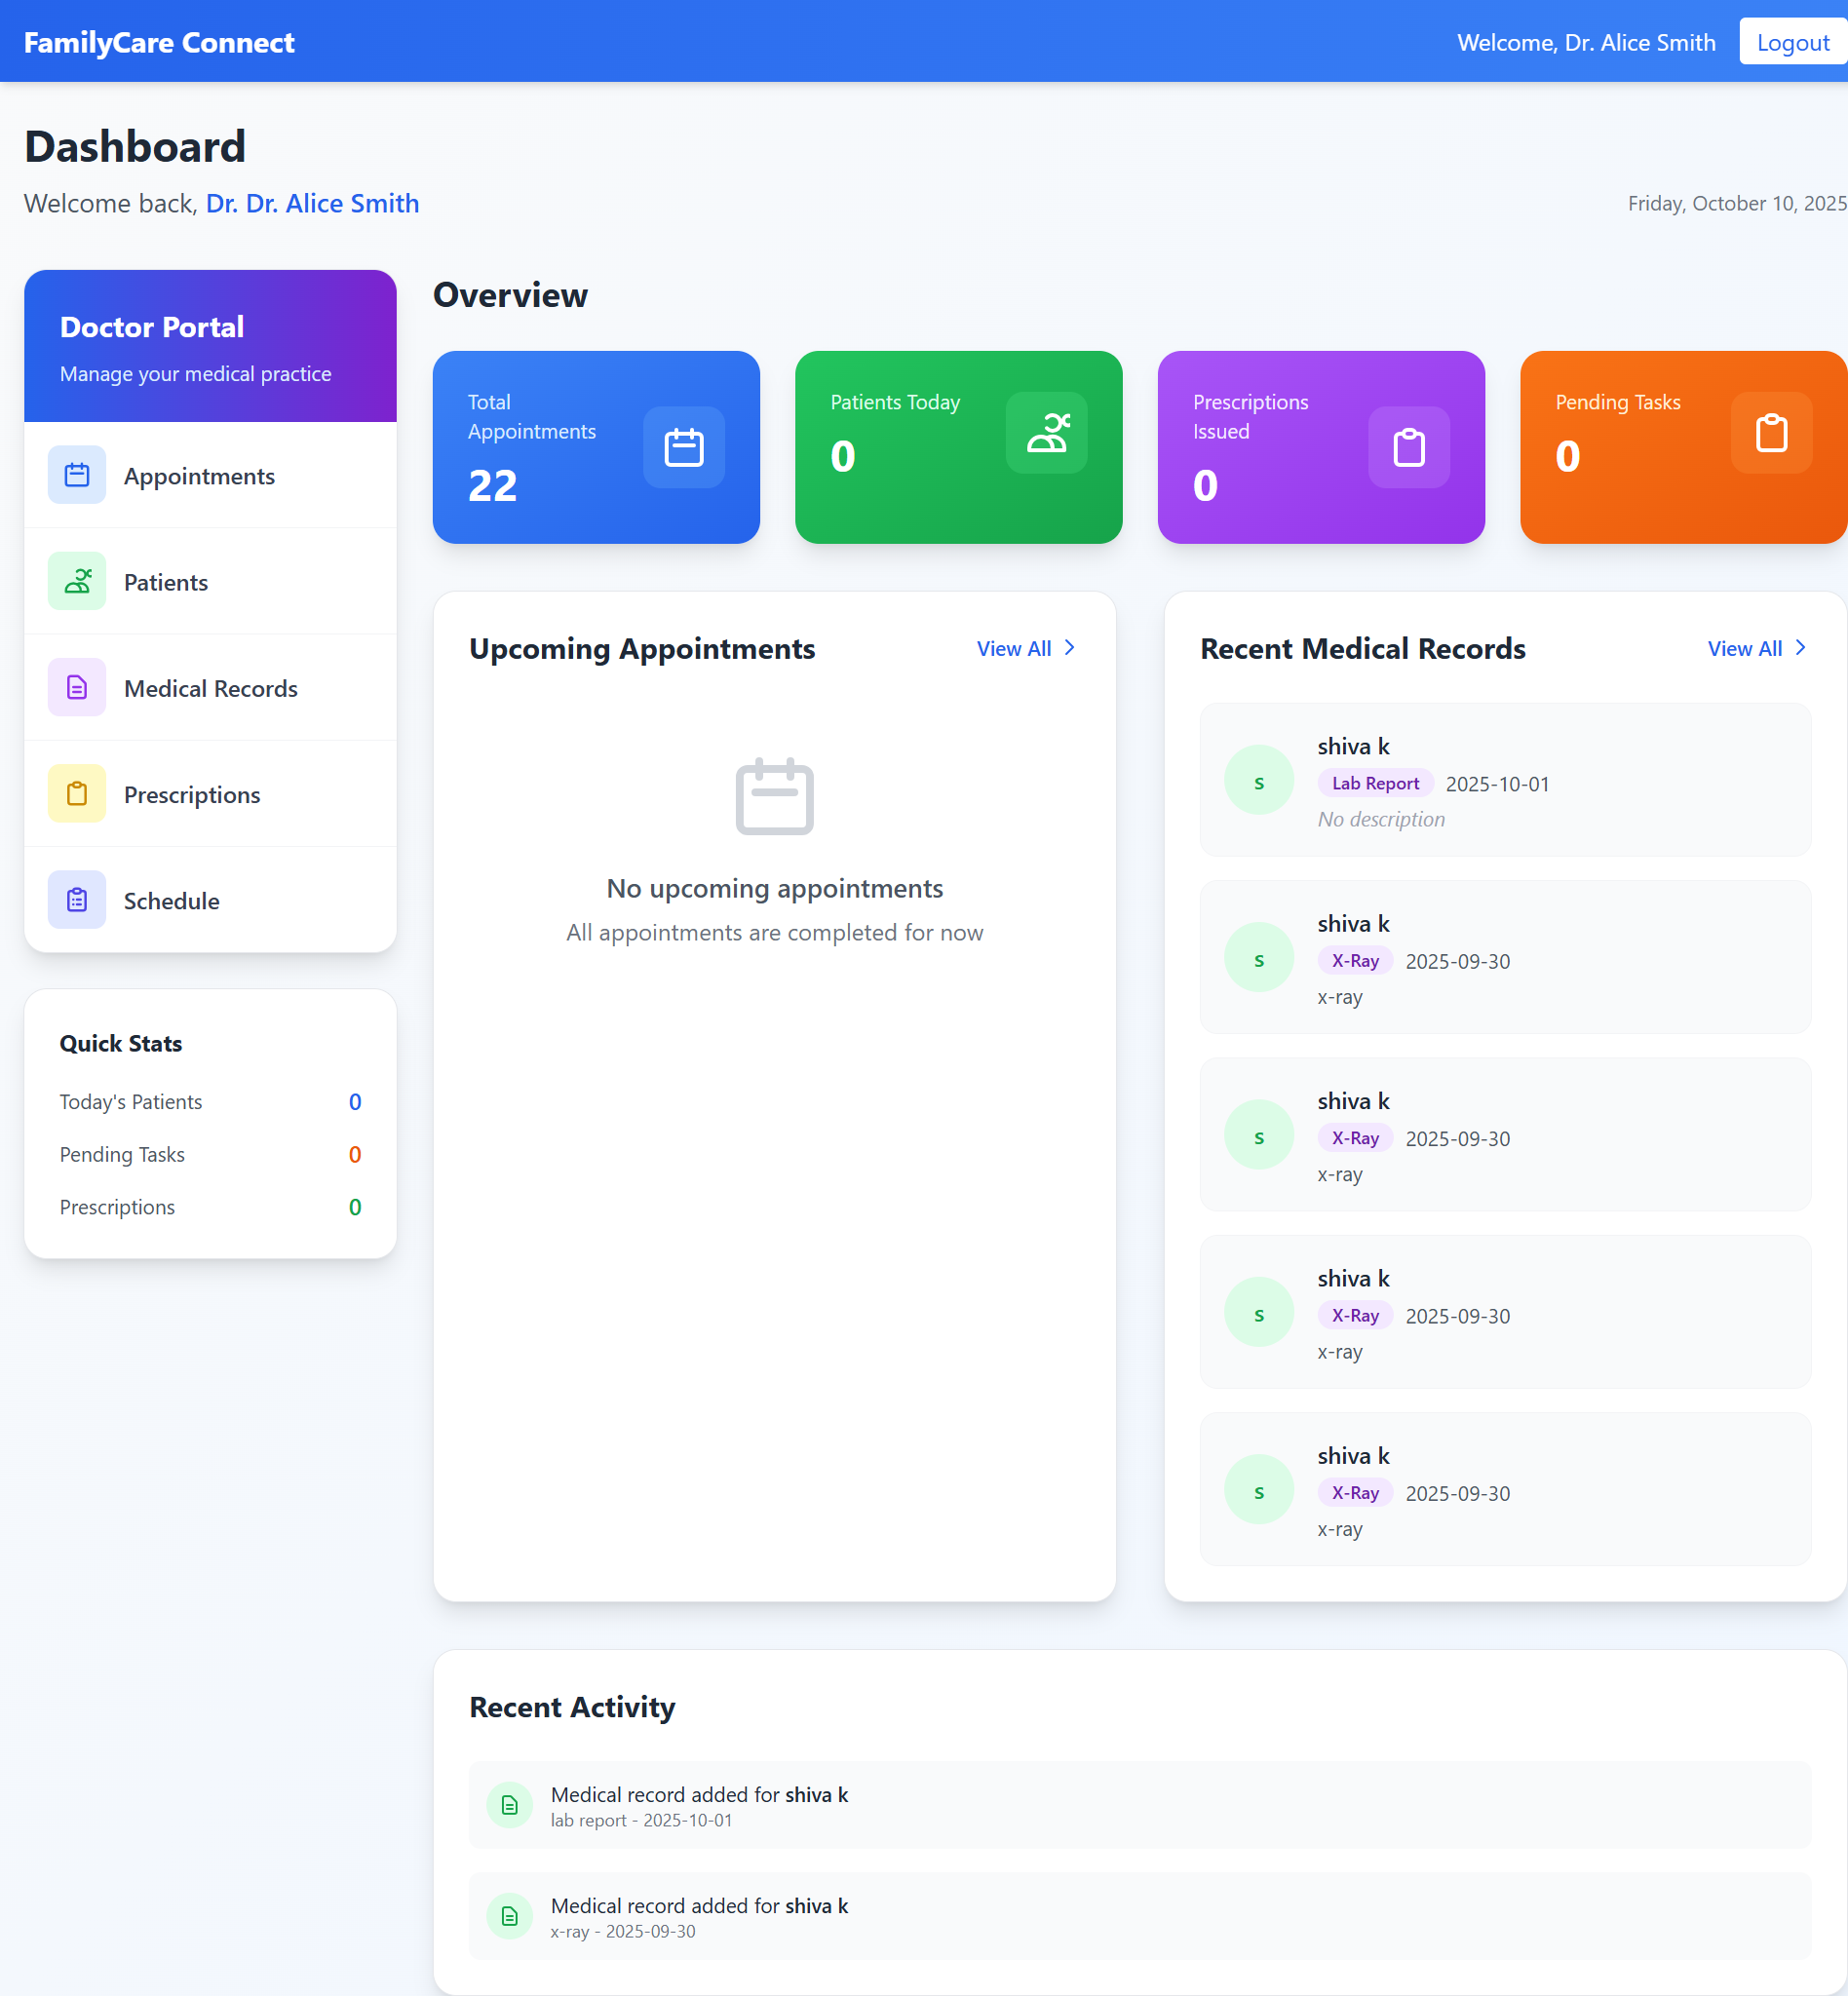 FamilyCare Connect
Welcome, Dr. Alice Smith
Logout
Dashboard
Welcome back, Dr. Dr. Alice Smith
Friday, October 10, 2025
Doctor Portal
Manage your medical practice
Appointments
Patients
Medical Records
Prescriptions
Schedule
Quick Stats
Today's Patients 0
Pending Tasks 0
Prescriptions 0
Overview
Total
Appointments
22
Patients Today
0
Prescriptions
Issued
0
Pending Tasks
0
Upcoming Appointments
View All
No upcoming appointments
All appointments are completed for now
Recent Medical Records
View All
s
shiva k
Lab Report 2025-10-01
No description
s
shiva k
X-Ray 2025-09-30
x-ray
s
shiva k
X-Ray 2025-09-30
x-ray
s
shiva k
X-Ray 2025-09-30
x-ray
s
shiva k
X-Ray 2025-09-30
x-ray
Recent Activity
Medical record added for shiva k
lab report - 2025-10-01
Medical record added for shiva k
x-ray - 2025-09-30